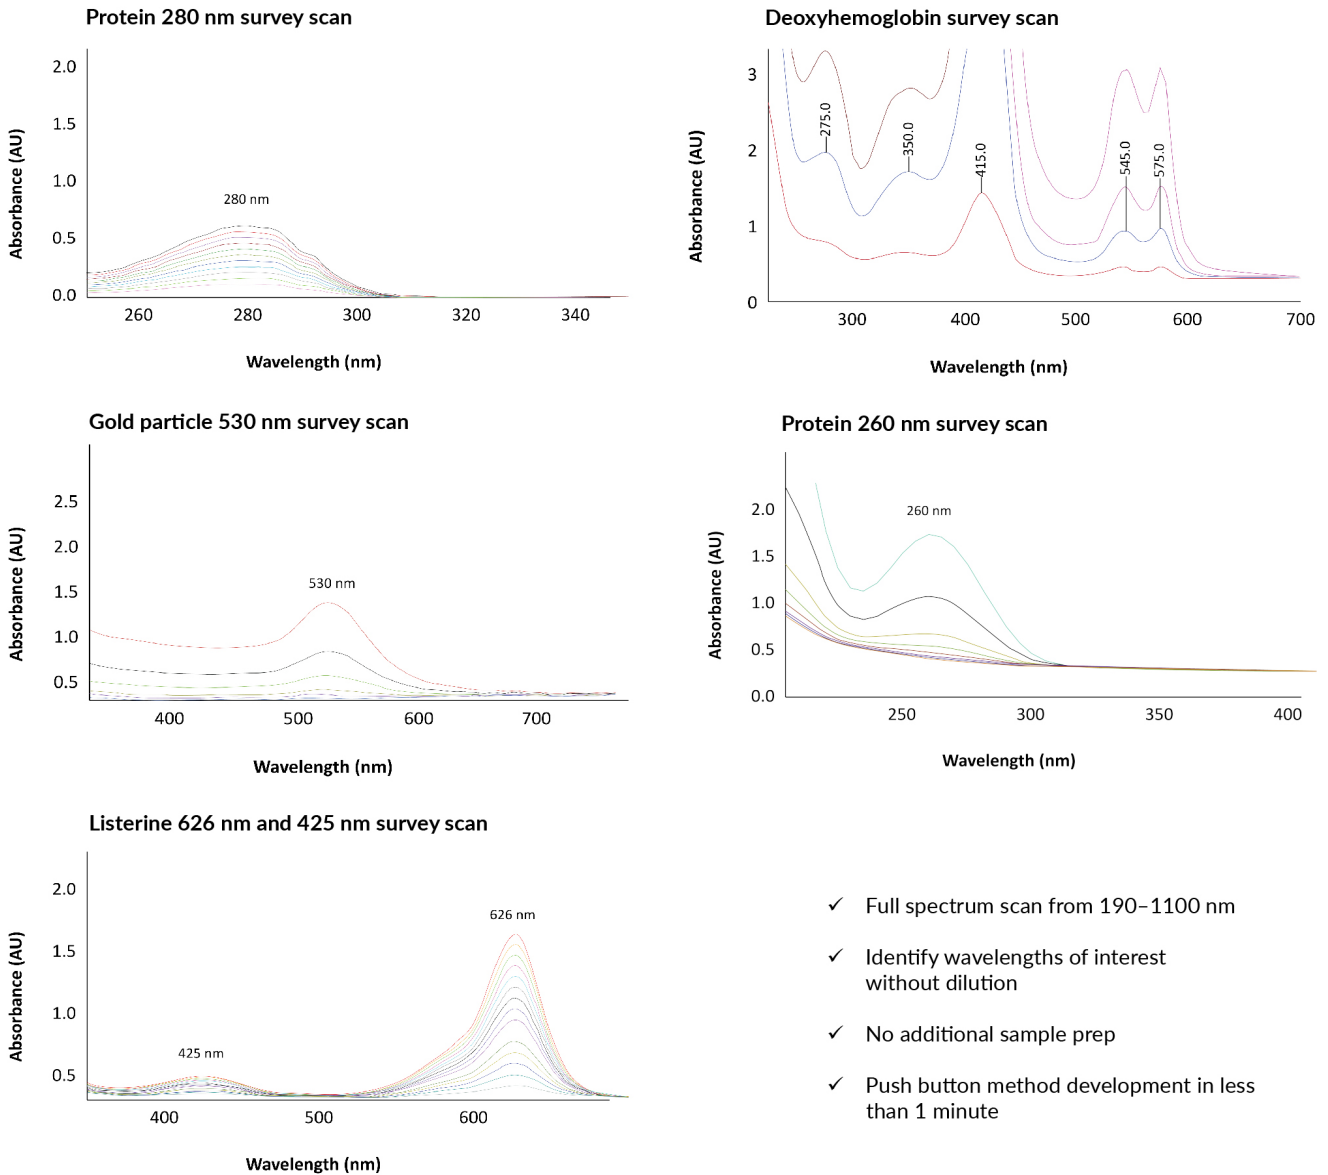 Protein 280 nm survey scan
Absorbance (AU)
2.0
1.5
1.0
0.5
0.0
280 nm
260 280 300 320 340
Wavelength (nm)
Deoxyhemoglobin survey scan
Absorbance (AU)
3
2
1
0
275.0
350.0
415.0
545.0
575.0
300 400 500 600 700
Wavelength (nm)
Gold particle 530 nm survey scan
Absorbance (AU)
2.5
2.0
1.5
1.0
0.5
530 nm
400 500 600 700
Wavelength (nm)
Protein 260 nm survey scan
Absorbance (AU)
2.0
1.5
1.0
0.5
0.0
260 nm
250 300 350 400
Wavelength (nm)
Listerine 626 nm and 425 nm survey scan
Absorbance (AU)
2.0
1.5
1.0
0.5
425 nm
626 nm
400 500 600
Wavelength (nm)
✓ Full spectrum scan from 190–1100 nm
✓ Identify wavelengths of interest
without dilution
✓ No additional sample prep
✓ Push button method development in less
than 1 minute